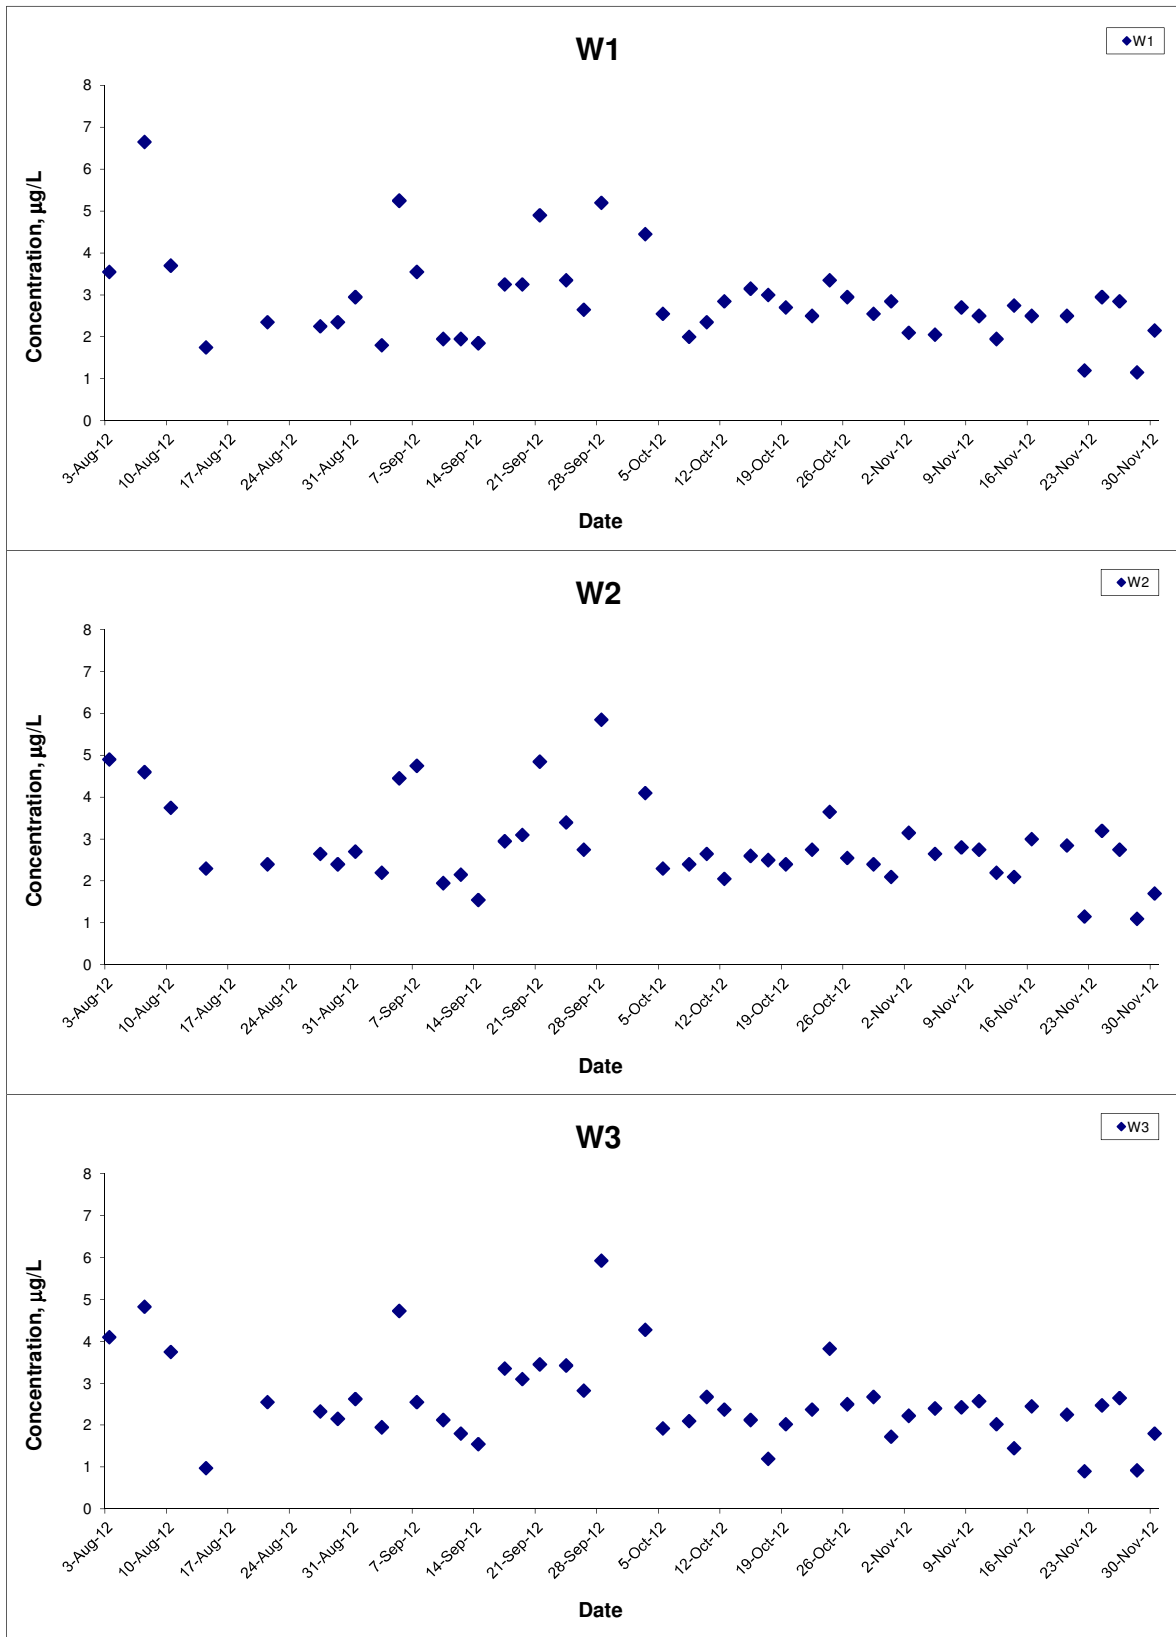 W1
W1
8
7
6
5
4
3
2
1
0
Concentration, µg/L
3-Aug-12
10-Aug-12
17-Aug-12
24-Aug-12
31-Aug-12
7-Sep-12
14-Sep-12
21-Sep-12
28-Sep-12
5-Oct-12
12-Oct-12
19-Oct-12
26-Oct-12
2-Nov-12
9-Nov-12
16-Nov-12
23-Nov-12
30-Nov-12
Date
W2
W2
8
7
6
5
4
3
2
1
0
Concentration, µg/L
3-Aug-12
10-Aug-12
17-Aug-12
24-Aug-12
31-Aug-12
7-Sep-12
14-Sep-12
21-Sep-12
28-Sep-12
5-Oct-12
12-Oct-12
19-Oct-12
26-Oct-12
2-Nov-12
9-Nov-12
16-Nov-12
23-Nov-12
30-Nov-12
Date
W3
W3
8
7
6
5
4
3
2
1
0
Concentration, µg/L
3-Aug-12
10-Aug-12
17-Aug-12
24-Aug-12
31-Aug-12
7-Sep-12
14-Sep-12
21-Sep-12
28-Sep-12
5-Oct-12
12-Oct-12
19-Oct-12
26-Oct-12
2-Nov-12
9-Nov-12
16-Nov-12
23-Nov-12
30-Nov-12
Date